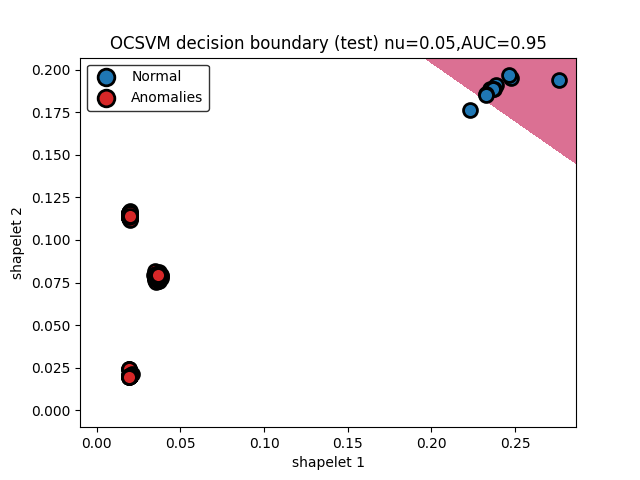 OCSVM decision boundary (test) nu=0.05,AUC=0.95
Normal
Anomalies
0.200
0.175
0.150
0.125
0.100
0.075
0.050
0.025
0.000
shapelet 2
0.00 0.05 0.10 0.15 0.20 0.25
shapelet 1